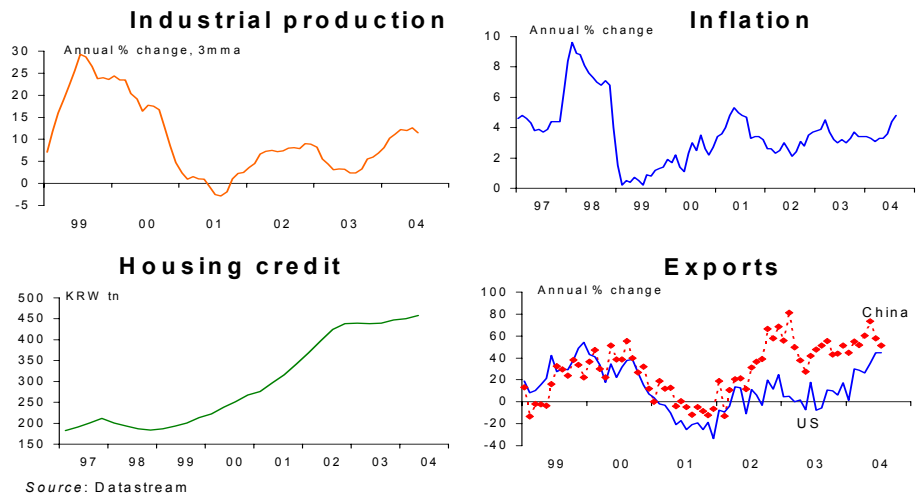 Industrial production
Annual % change, 3mma
30
25
20
15
10
5
0
-5
99 00 01 02 03 04
Inflation
Annual % change
10
8
6
4
2
0
97 98 99 00 01 02 03 04
Housing credit
KRW tn
500
450
400
350
300
250
200
150
97 98 99 00 01 02 03 04
Source: Datastream
Exports
Annual % change
100
80
60
40
20
0
-20
-40
China
US
99 00 01 02 03 04